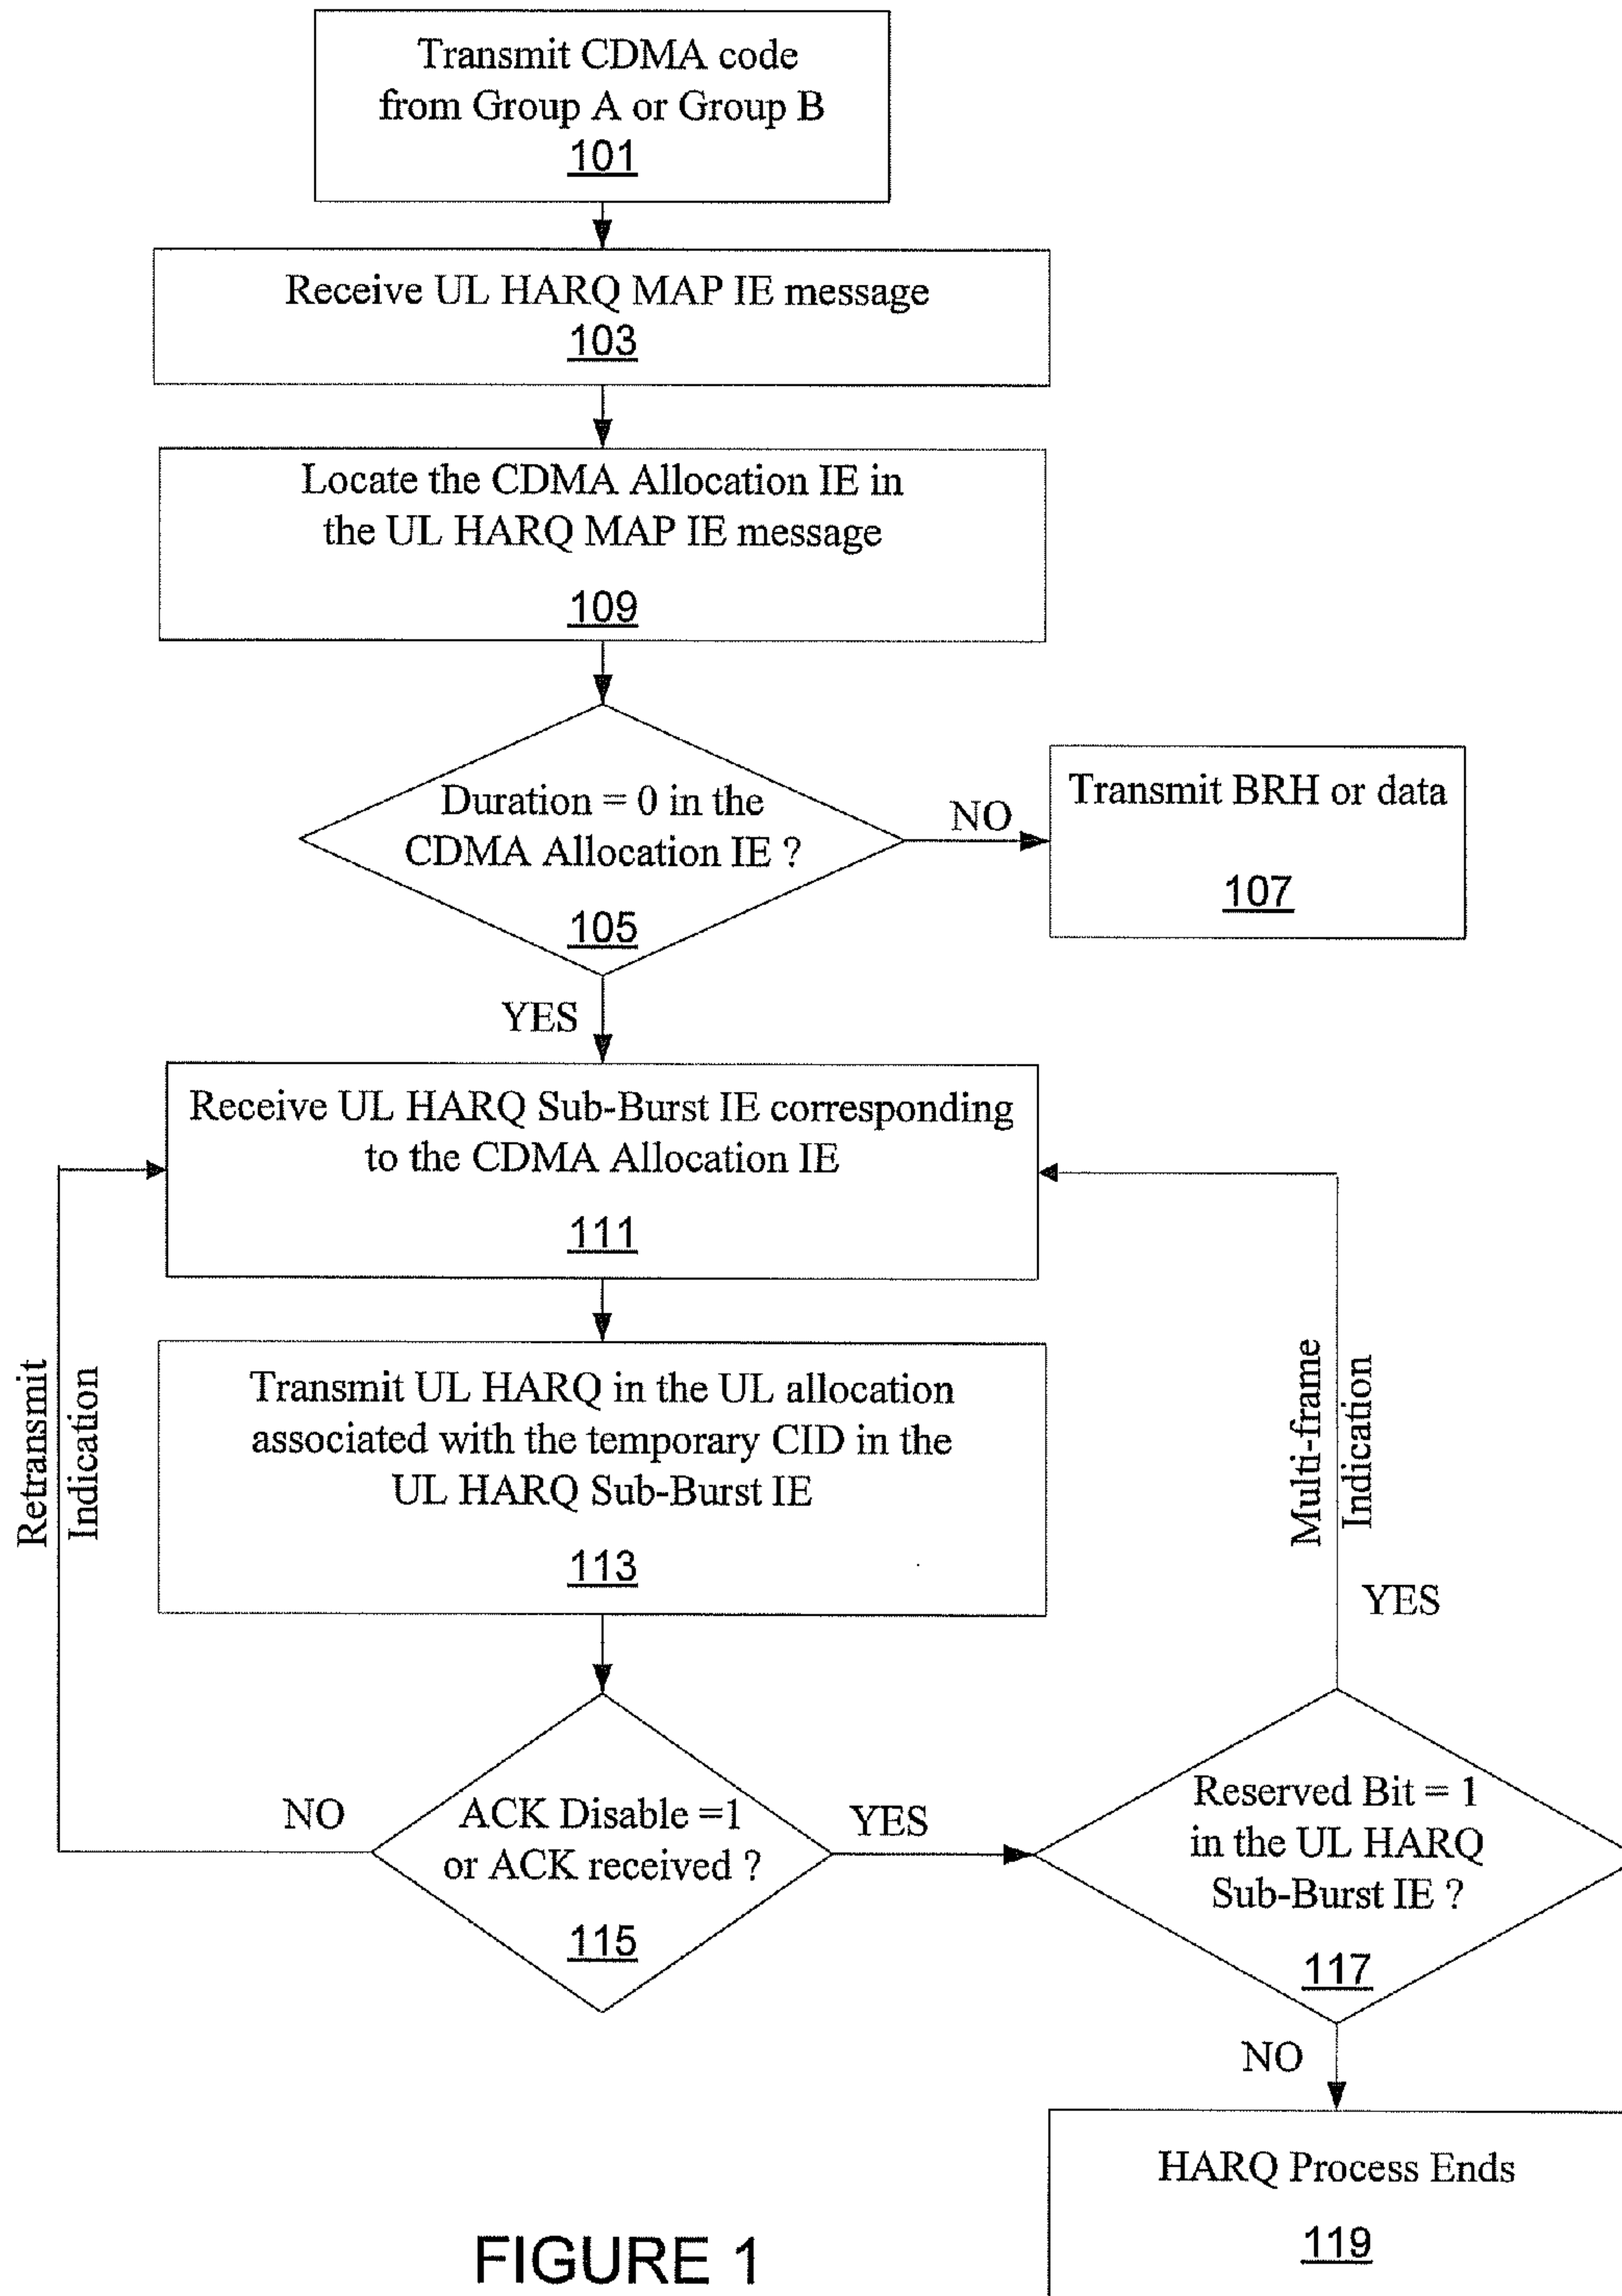 Transmit CDMA code
from Group A or Group B
101
Receive UL HARQ MAP IE message
103
Locate the CDMA Allocation IE in
the UL HARQ MAP IE message
109
Duration = 0 in the
CDMA Allocation IE ?
105
NO
Transmit BRH or data
107
YES
Receive UL HARQ Sub-Burst IE corresponding
to the CDMA Allocation IE
111
Retransmit
Indication
Transmit UL HARQ in the UL allocation
associated with the temporary CID in the
UL HARQ Sub-Burst IE
113
Multi-frame
Indication
YES
NO
ACK Disable =1
or ACK received ?
115
YES
Reserved Bit = 1
in the UL HARQ
Sub-Burst IE ?
117
NO
HARQ Process Ends
119
FIGURE 1